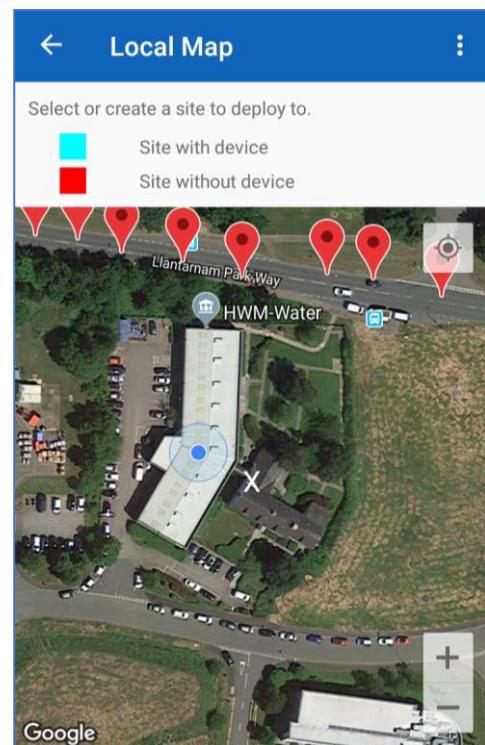 Local Map
Select or create a site to deploy to.
Site with device
Site without device
Llantarnam Park Way
HWM-Water
X
+
−
Google